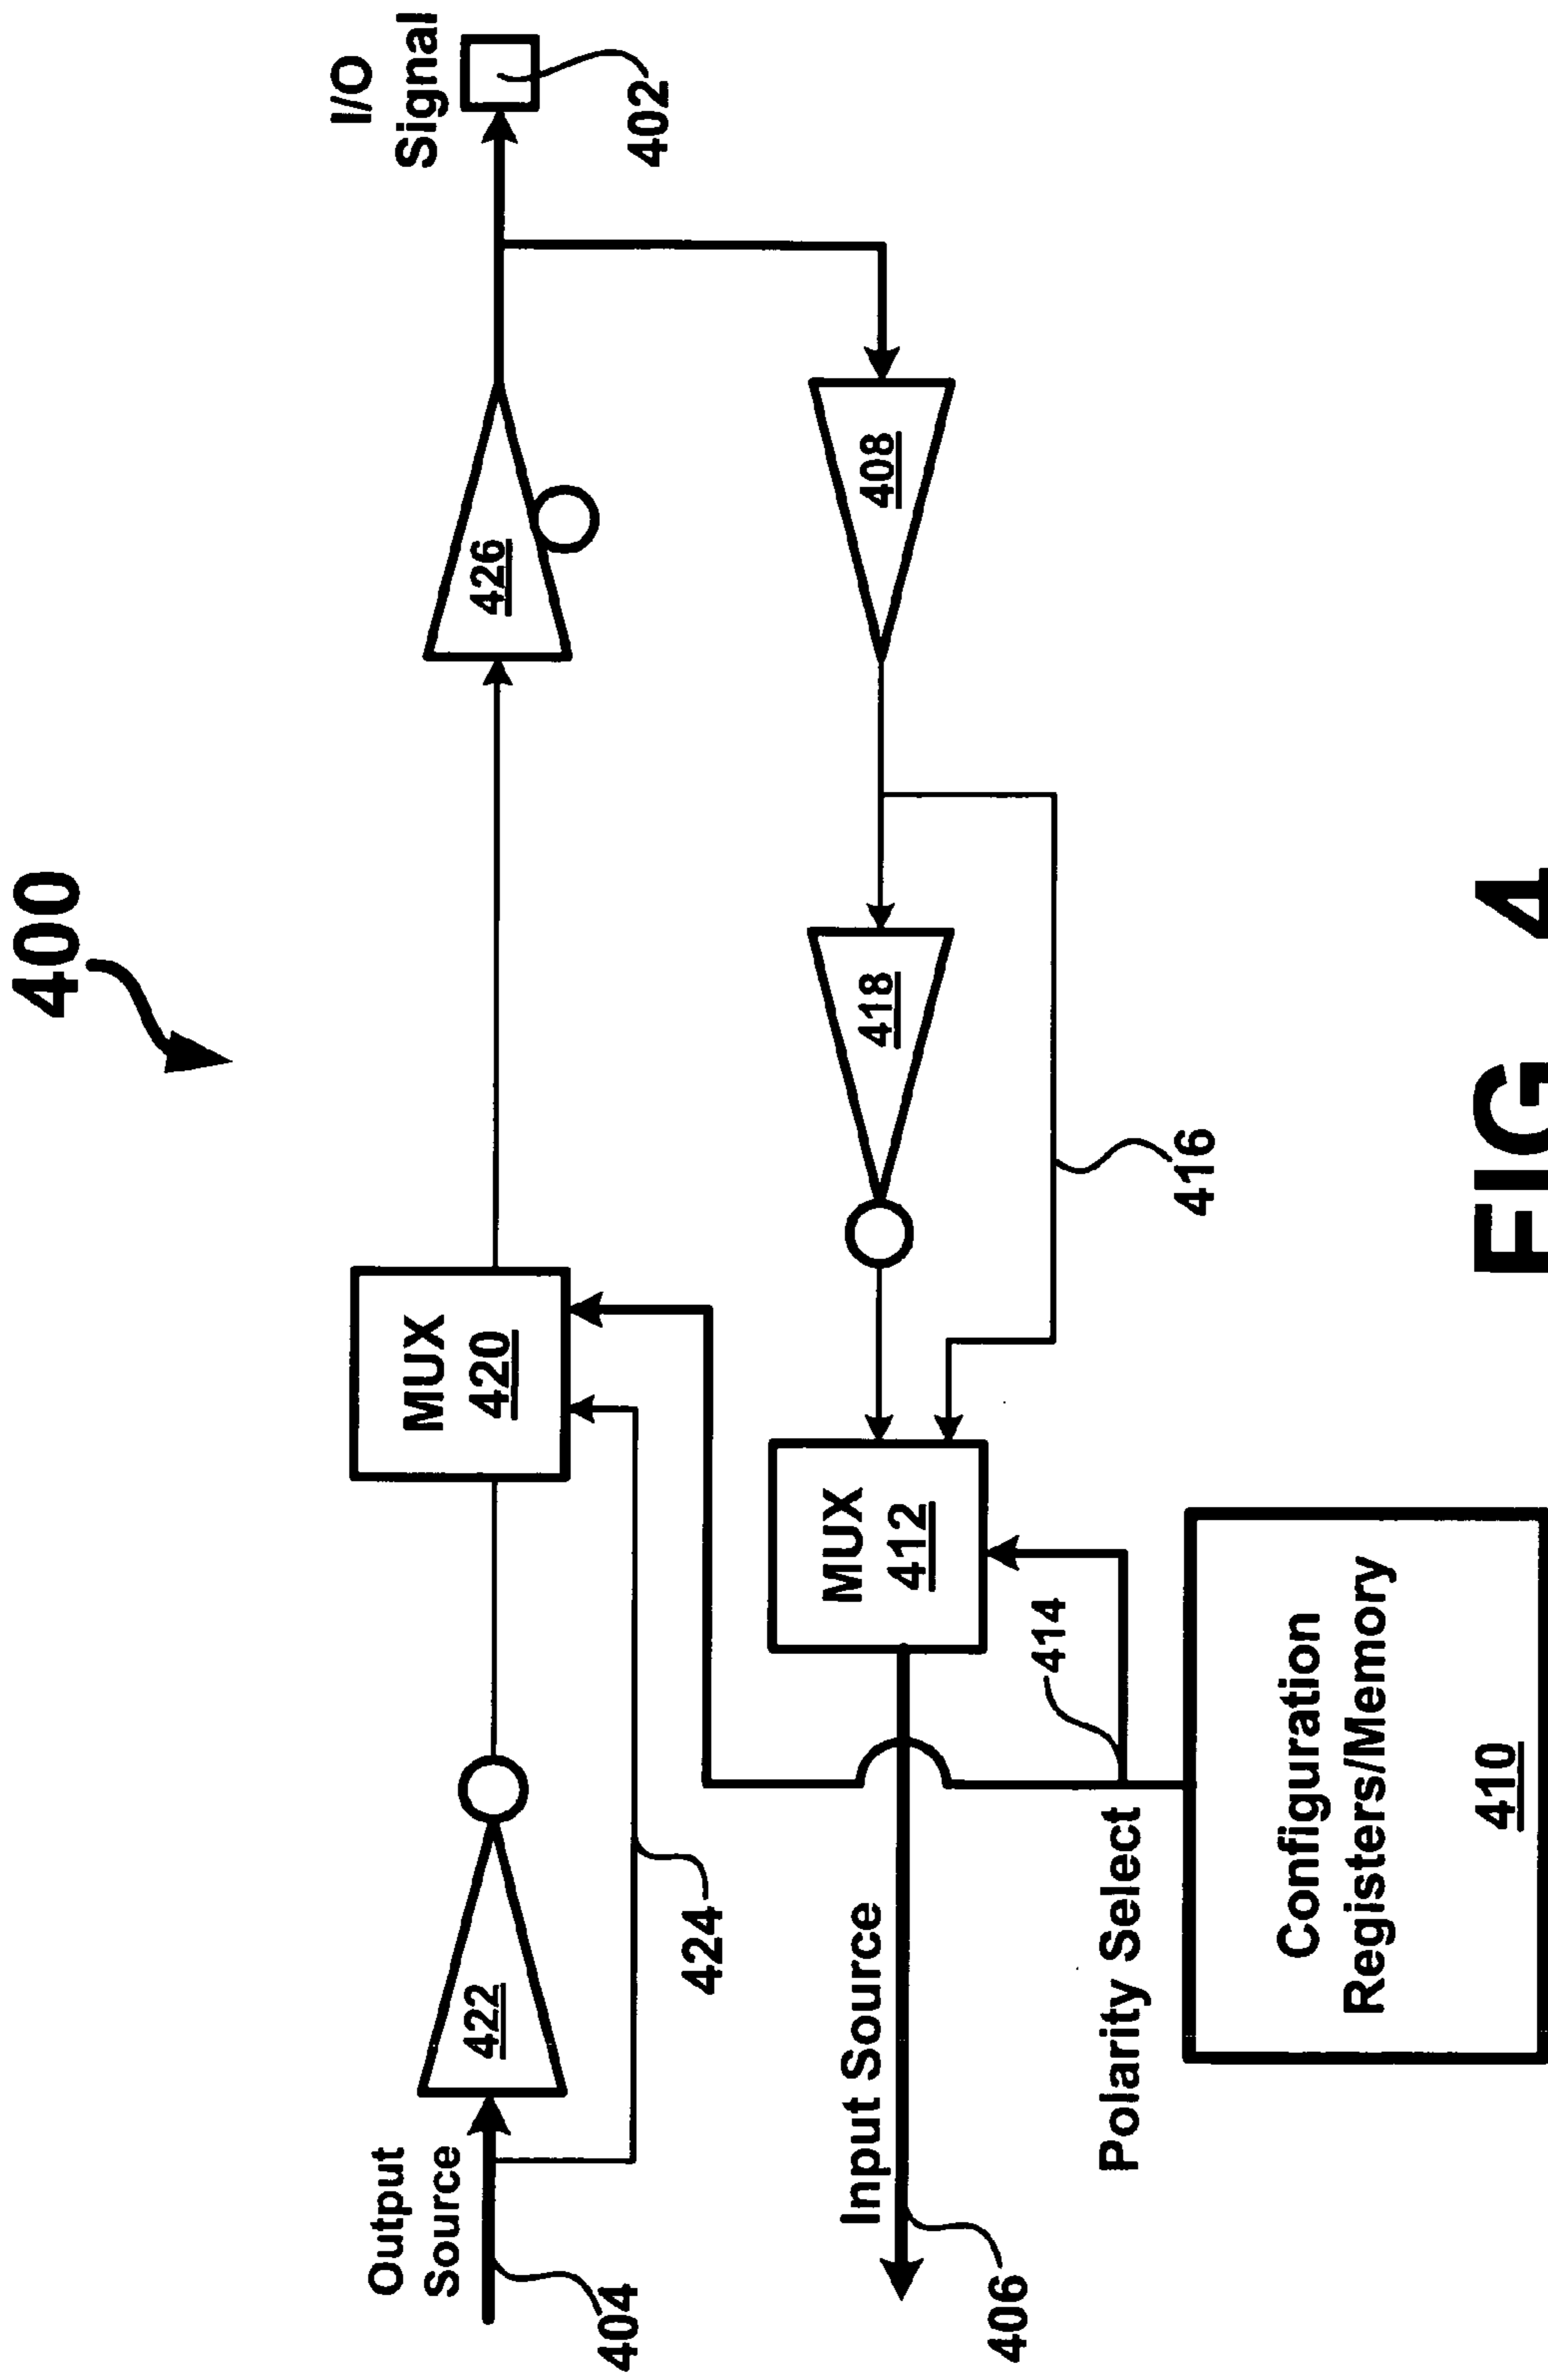 400
I/O
Signal
402
426
408
MUX
420
418
416
422
424
MUX
412
414
Output
Source
404
Input Source
406
Polarity Select
Configuration
Registers/Memory
410
FIG. 4